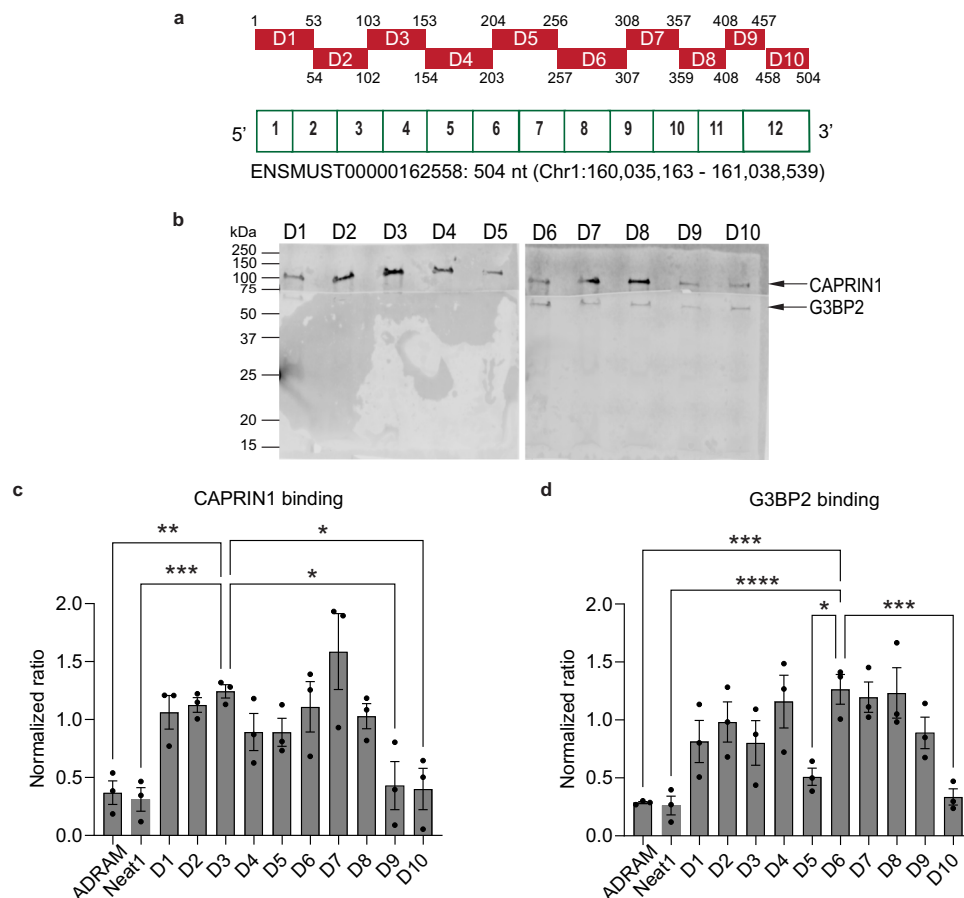 a
1 53 103 153 204 256 308 357 408 457
D1 D3 D5 D7 D9
D2 D4 D6 D8 D10
54 102 154 203 257 307 359 408 458 504
5' 1 2 3 4 5 6 7 8 9 10 11 12 3'
ENSMUST00000162558: 504 nt (Chr1:160,035,163 - 161,038,539)
b
kDa D1 D2 D3 D4 D5 D6 D7 D8 D9 D10
250
150
100
75
50
37
25
20
15
CAPRIN1
G3BP2
c
CAPRIN1 binding
** *
*** *
Normalized ratio
2.0
1.5
1.0
0.5
0.0
ADRAM Neat1 D1 D2 D3 D4 D5 D6 D7 D8 D9 D10
d
G3BP2 binding
***
****
* ***
Normalized ratio
2.0
1.5
1.0
0.5
0.0
ADRAM Neat1 D1 D2 D3 D4 D5 D6 D7 D8 D9 D10